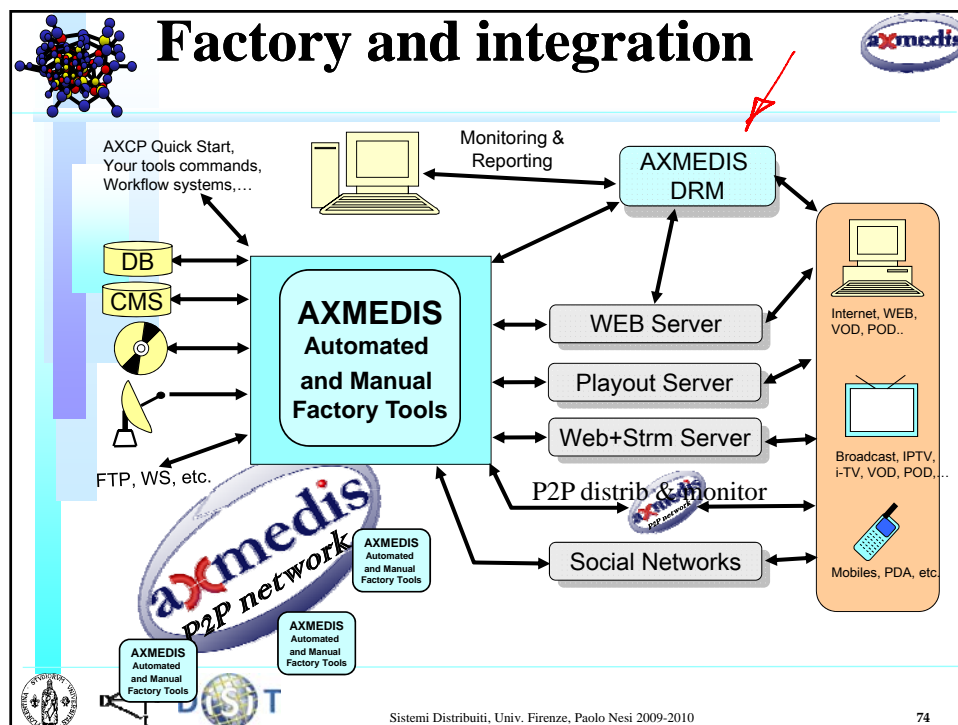 Factory and integration
axmedis
AXCP Quick Start,
Your tools commands,
Workflow systems,...
Monitoring &
Reporting
AXMEDIS
DRM
DB
CMS
AXMEDIS
Automated
and Manual
Factory Tools
WEB Server
Playout Server
Web+Strm Server
P2P distrib & monitor
axmedis
P2P network
Social Networks
Internet, WEB,
VOD, POD..
Broadcast, IPTV,
i-TV, VOD, POD,...
Mobiles, PDA, etc.
FTP, WS, etc.
axmedis
P2P network
AXMEDIS
Automated
and Manual
Factory Tools
AXMEDIS
Automated
and Manual
Factory Tools
AXMEDIS
Automated
and Manual
Factory Tools
DISIT
Sistemi Distribuiti, Univ. Firenze, Paolo Nesi 2009-2010
74